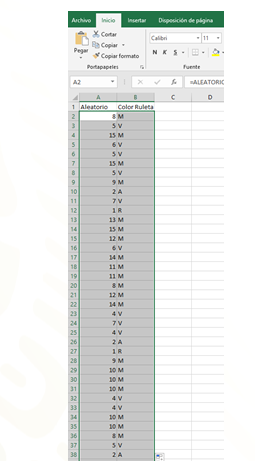 Archivo Inicio Insertar Disposición de página
Cortar
Copiar
Pegar
Copiar formato
Portapapeles
Calibri 11
N K S
Fuente
A2 fx =ALEATORIO
A B C D
1 Aleatorio Color Ruleta
2 8 M
3 5 V
4 15 M
5 6 V
6 5 V
7 15 M
8 5 V
9 9 M
10 2 A
11 7 V
12 1 R
13 13 M
14 15 M
15 12 M
16 6 V
17 14 M
18 11 M
19 11 M
20 8 M
21 12 M
22 14 M
23 4 V
24 7 V
25 4 V
26 2 A
27 1 R
28 9 M
29 10 M
30 10 M
31 10 M
32 4 V
33 4 V
34 10 M
35 10 M
36 8 M
37 5 V
38 2 A